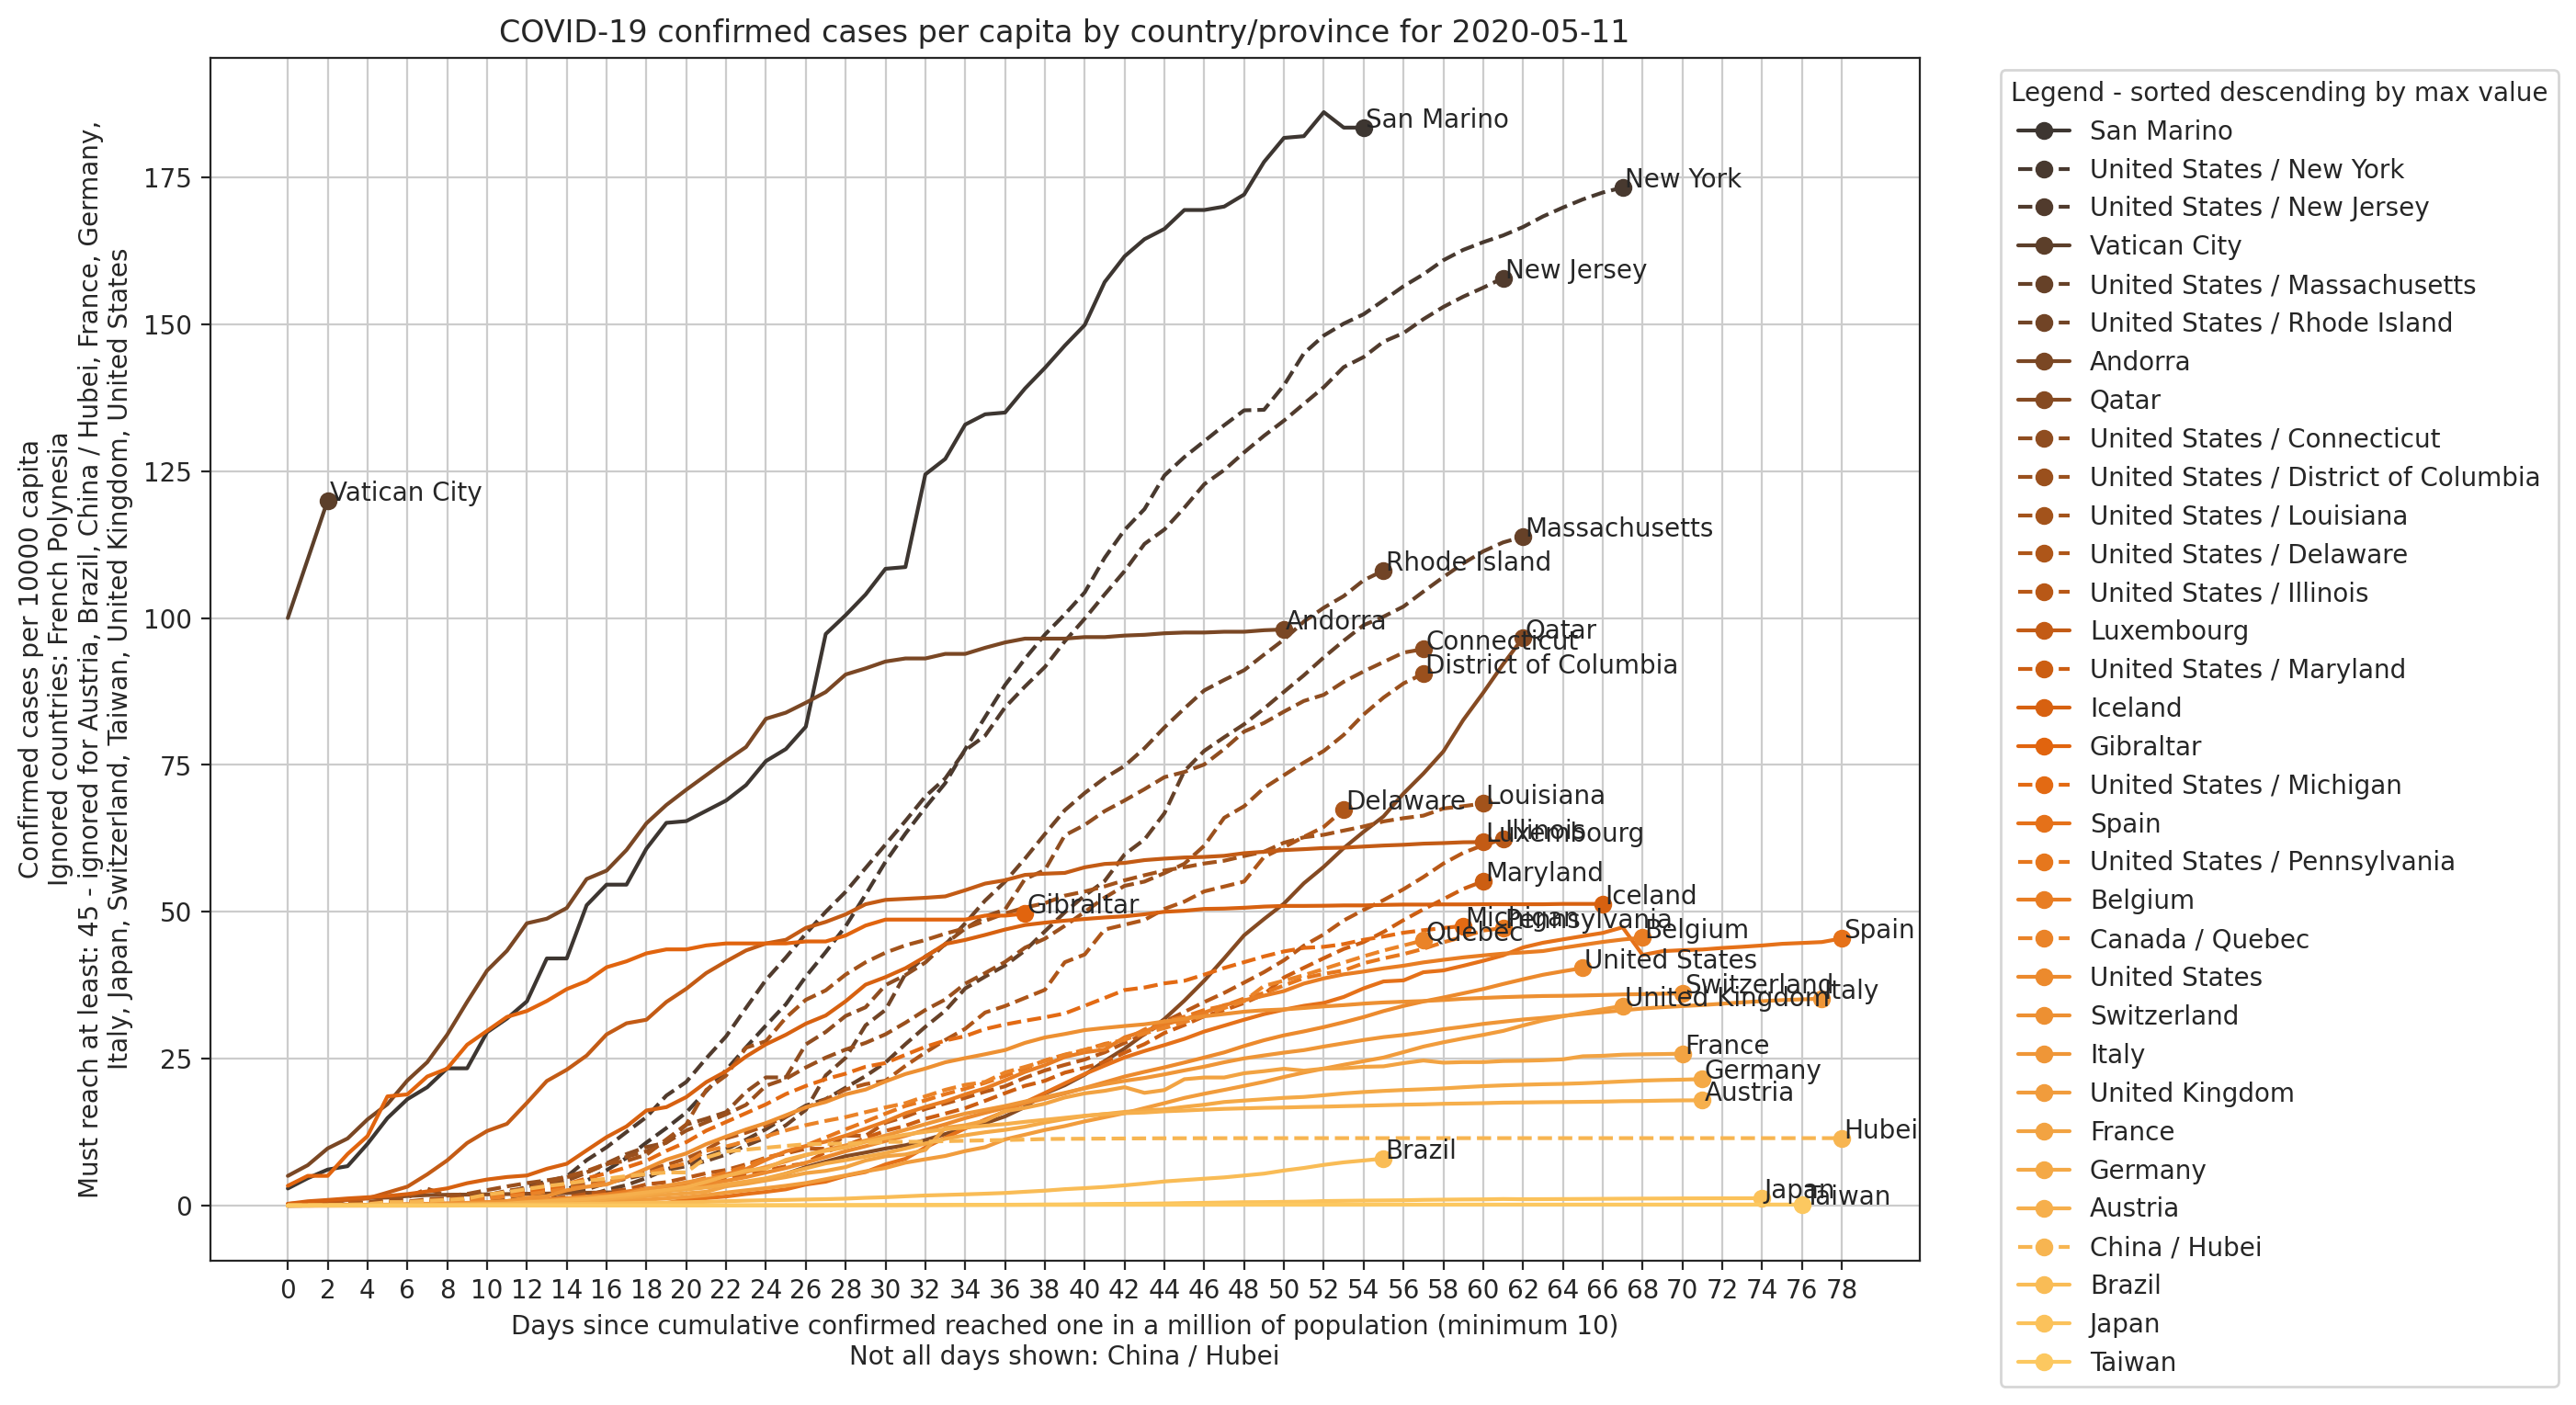 COVID-19 confirmed cases per capita by country/province for 2020-05-11
Confirmed cases per 10000 capita
Ignored countries: French Polynesia
Must reach at least: 45 - ignored for Austria, Brazil, China / Hubei, France, Germany,
Italy, Japan, Switzerland, Taiwan, United Kingdom, United States
175
150
125
100
75
50
25
0
San Marino
New York
New Jersey
Vatican City
Massachusetts
Rhode Island
Andorra
Qatar
Connecticut
District of Columbia
Delaware
Louisiana
Illinois
Luxembourg
Maryland
Iceland
Gibraltar
Michigan
Pennsylvania
Quebec
Belgium
Spain
United States
Switzerland
Italy
United Kingdom
France
Germany
Austria
Hubei
Brazil
Japan
Taiwan
0 2 4 6 8 10 12 14 16 18 20 22 24 26 28 30 32 34 36 38 40 42 44 46 48 50 52 54 56 58 60 62 64 66 68 70 72 74 76 78
Days since cumulative confirmed reached one in a million of population (minimum 10)
Not all days shown: China / Hubei
Legend - sorted descending by max value
San Marino
United States / New York
United States / New Jersey
Vatican City
United States / Massachusetts
United States / Rhode Island
Andorra
Qatar
United States / Connecticut
United States / District of Columbia
United States / Louisiana
United States / Delaware
United States / Illinois
Luxembourg
United States / Maryland
Iceland
Gibraltar
United States / Michigan
Spain
United States / Pennsylvania
Belgium
Canada / Quebec
United States
Switzerland
Italy
United Kingdom
France
Germany
Austria
China / Hubei
Brazil
Japan
Taiwan